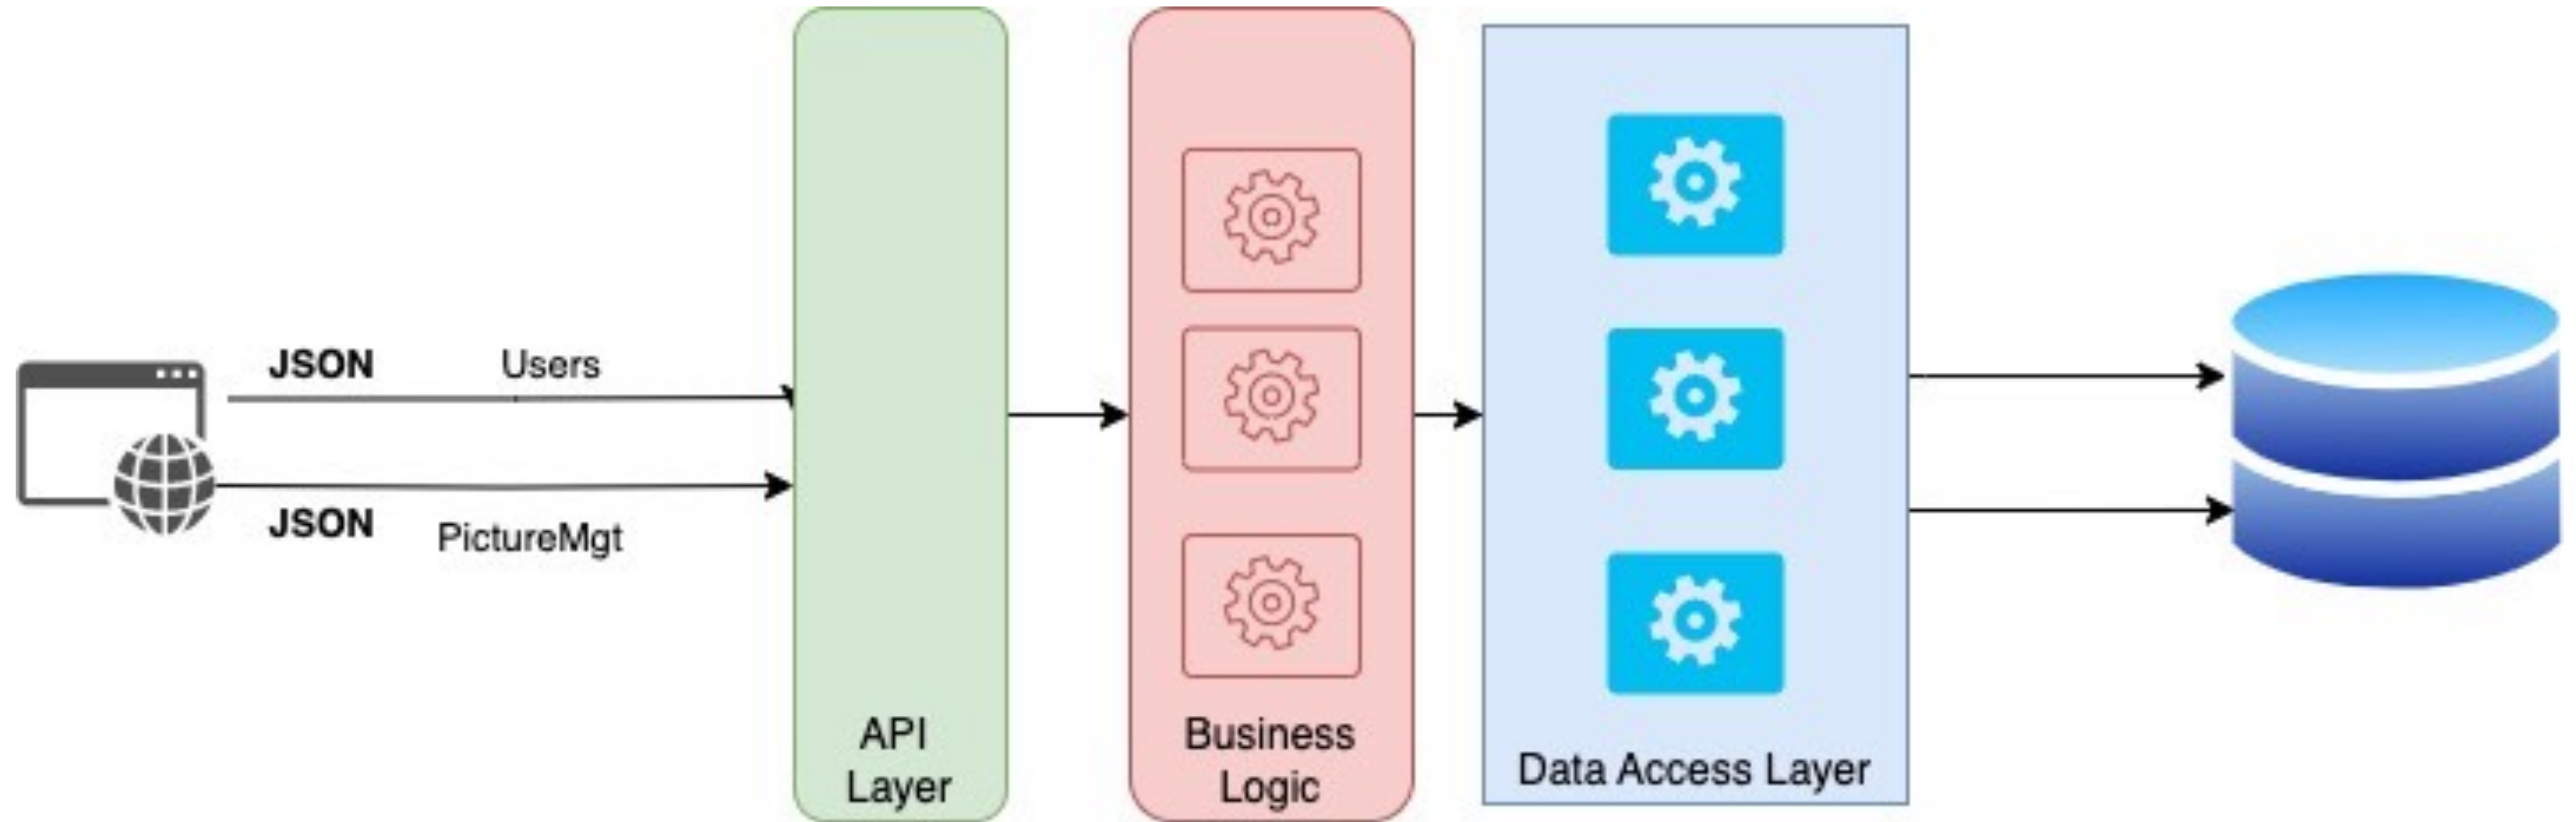 JSON
Users
JSON
PictureMgt
API
Layer
Business
Logic
Data Access Layer